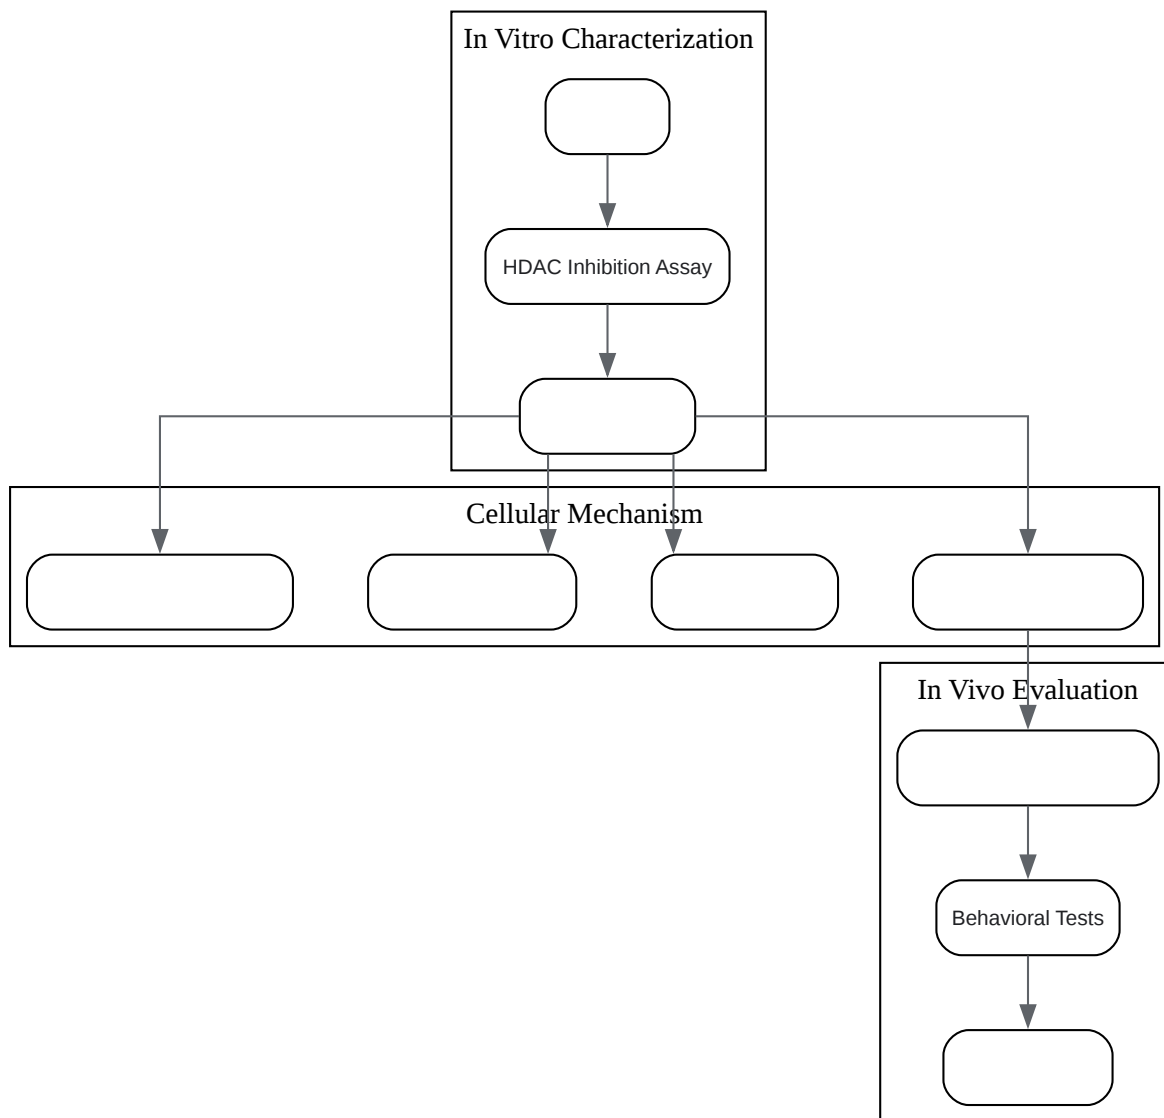 In Vitro Characterization
HDAC Inhibition Assay
Cellular Mechanism
In Vivo Evaluation
Behavioral Tests